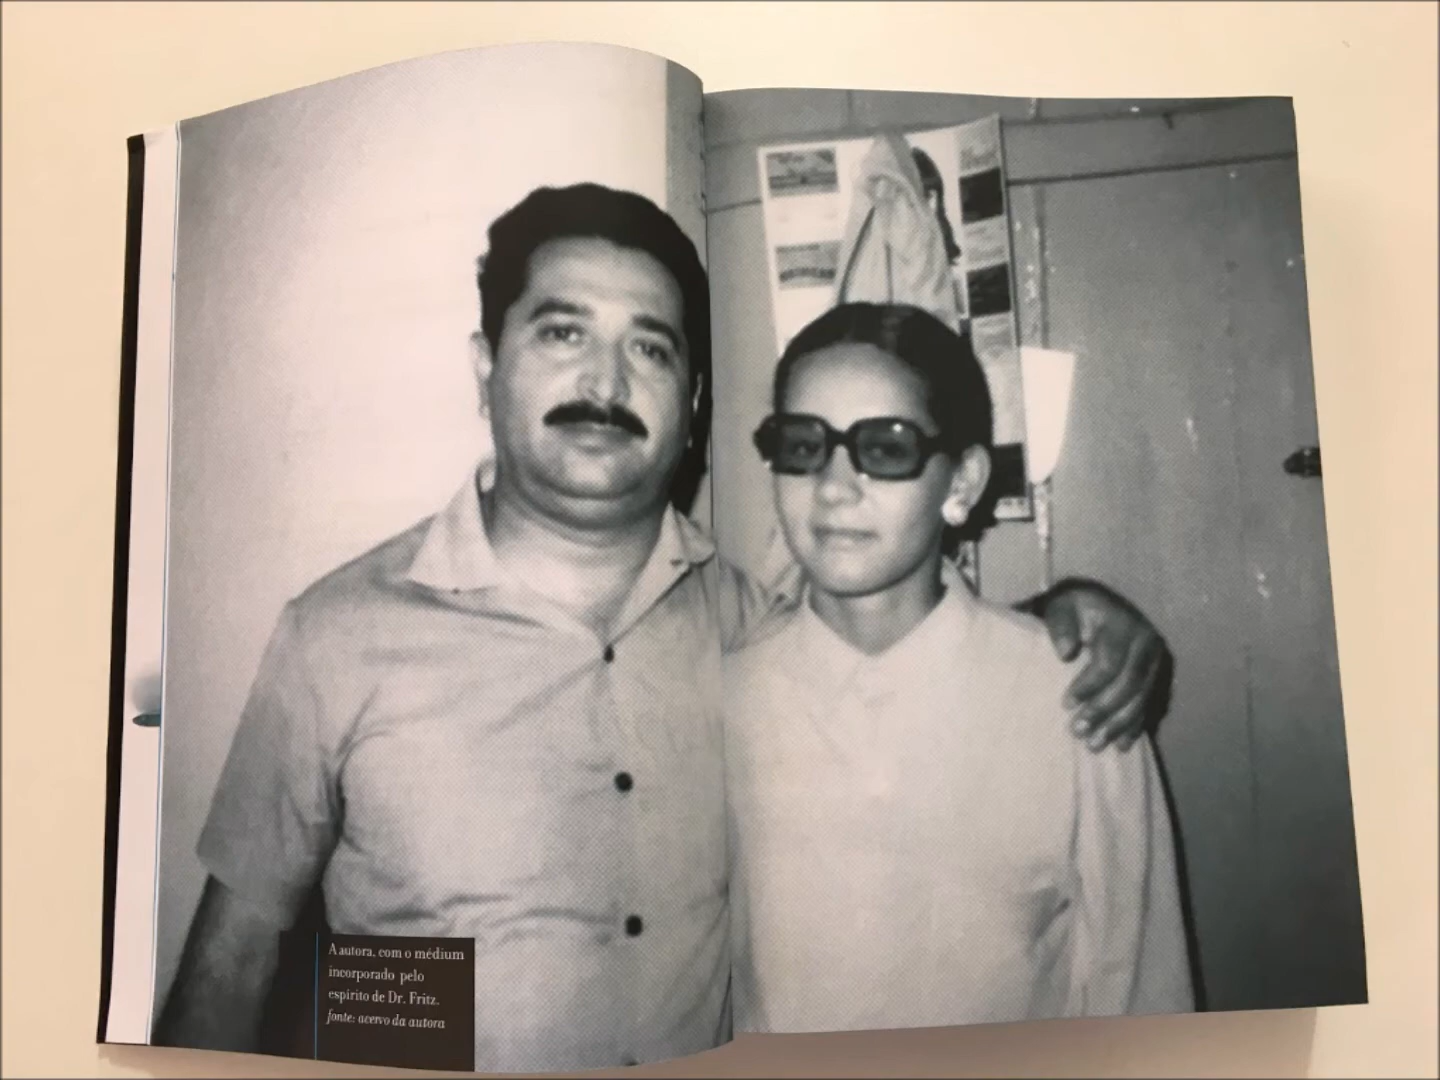 A autora, com o médium
incorporado pelo
espírito de Dr. Fritz.
fonte: acervo da autora